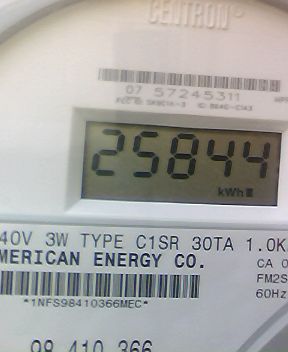 CENTRON®
07 57245311
25844
kWh
40V 3W TYPE C1SR 30TA 1.0K
MERICAN ENERGY CO.
CA 0
FM2S
60Hz
*1NFS98410366MEC*
98 410 366